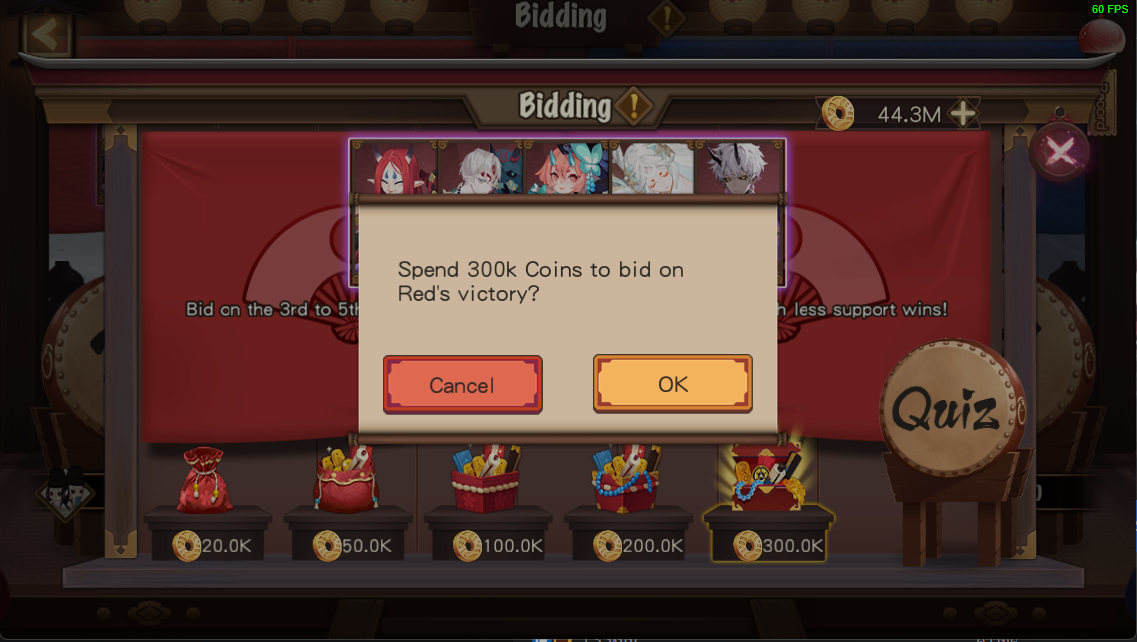 60 FPS
Bidding
Bidding
44.3M
Spend 300k Coins to bid on
Red's victory?
Bid on the 3rd to 5th
less support wins!
Cancel
OK
Quiz
20.0K
50.0K
100.0K
200.0K
300.0K